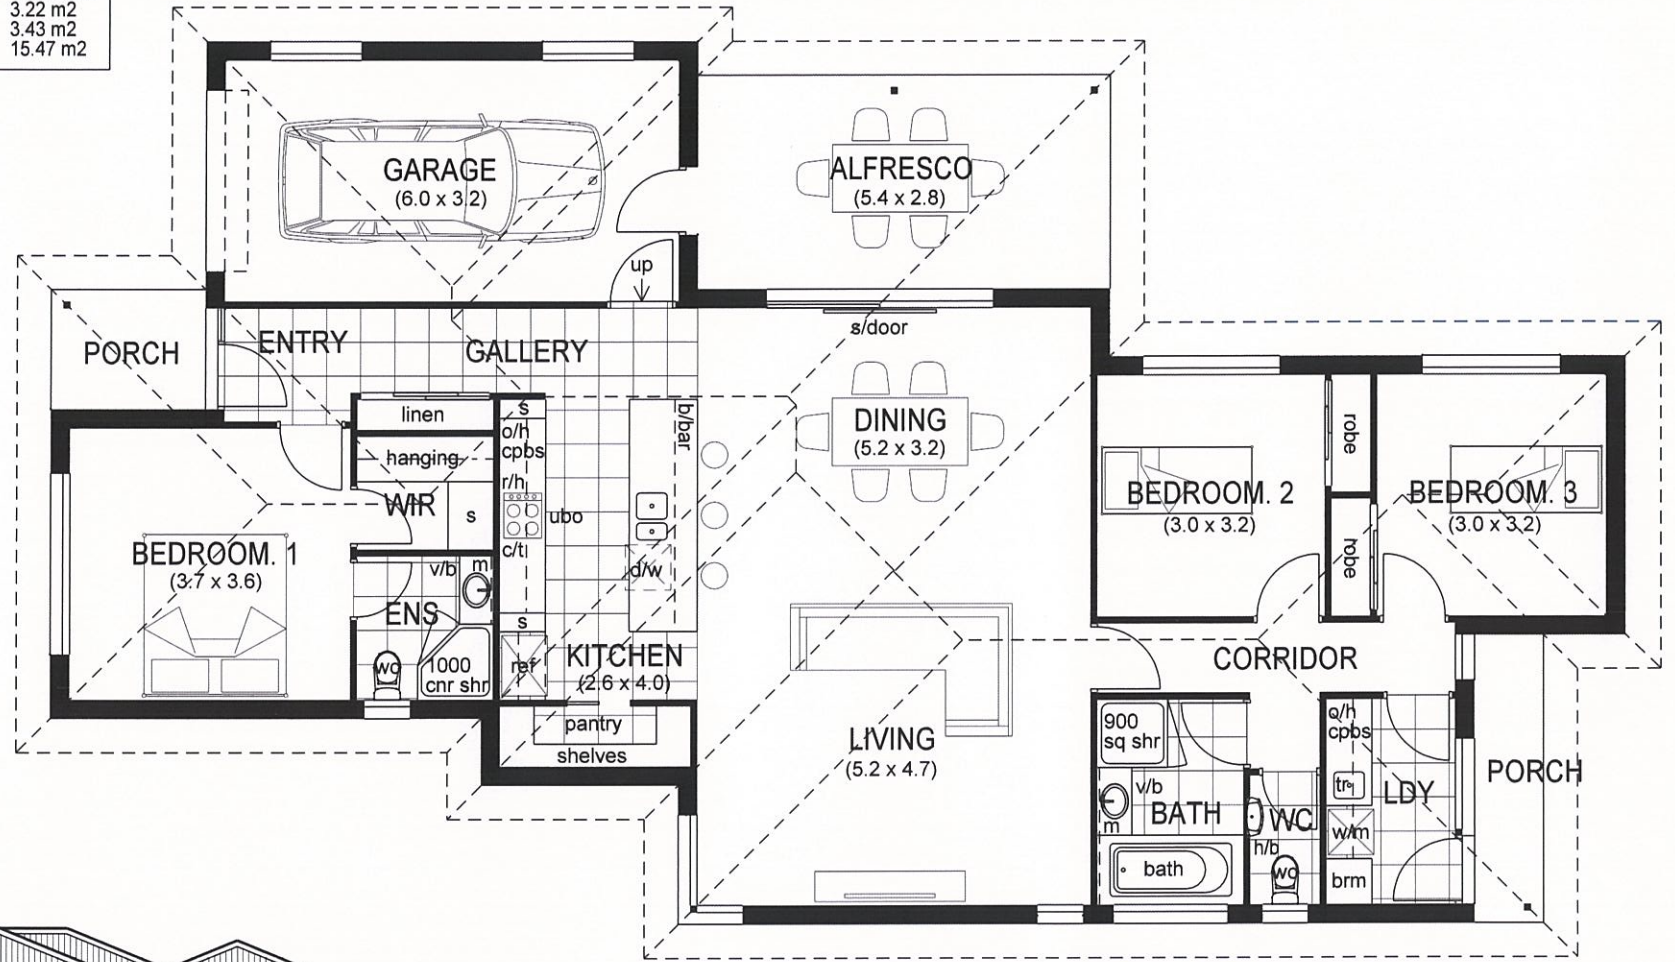 3.22 m2
3.43 m2
15.47 m2
GARAGE
(6.0 x 3.2)
ALFRESCO
(5.4 x 2.8)
up
s/door
PORCH
ENTRY
GALLERY
linen
hanging
WIR
s
s
o/h
cpbs
r/h
ubo
c/t
s
ref
b/bar
d/w
KITCHEN
(2.6 x 4.0)
pantry
shelves
DINING
(5.2 x 3.2)
BEDROOM. 1
(3.7 x 3.6)
v/b
m
ENS
wc
1000
cnr shr
LIVING
(5.2 x 4.7)
BEDROOM. 2
(3.0 x 3.2)
robe
robe
BEDROOM. 3
(3.0 x 3.2)
CORRIDOR
900
sq shr
v/b
m
BATH
bath
WC
h/b
wc
o/h
cpbs
tr
w/m
brm
LDY
PORCH